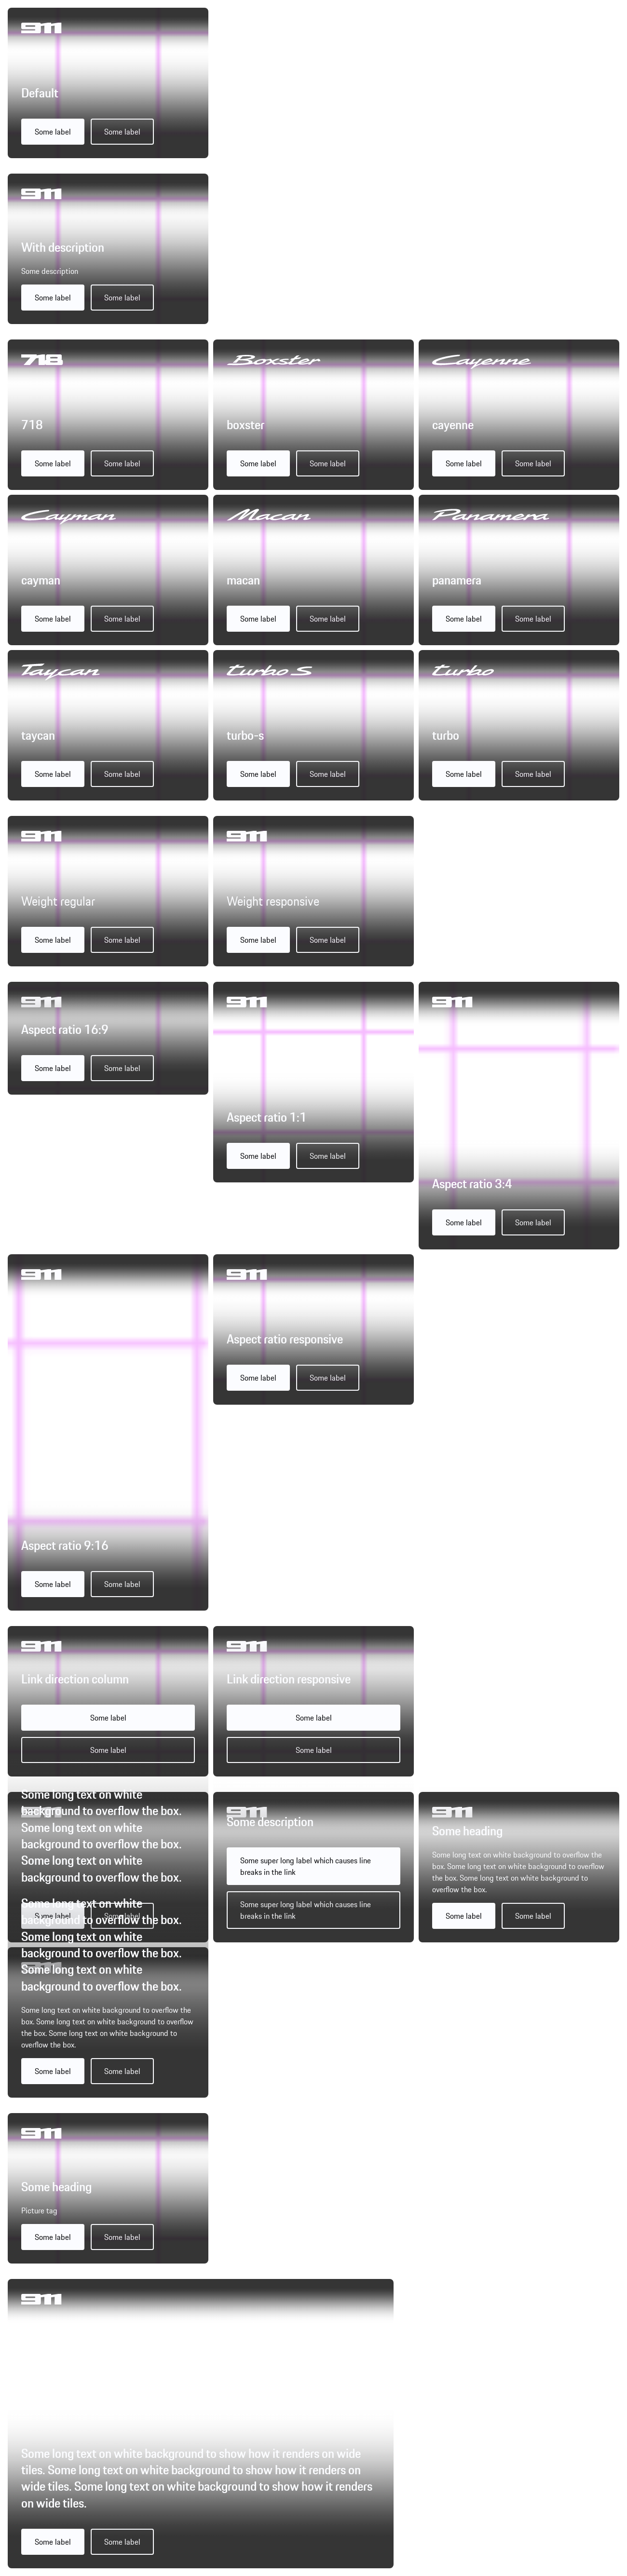 911
Default
Some label Some label
911
With description
Some description
Some label Some label
718 Boxster Cayenne
718 boxster cayenne
Some label Some label Some label Some label Some label Some label
Cayman Macan Panamera
cayman macan panamera
Some label Some label Some label Some label Some label Some label
Taycan turbo S turbo
taycan turbo-s turbo
Some label Some label Some label Some label Some label Some label
911 911
Weight regular Weight responsive
Some label Some label Some label Some label
911 911 911
Aspect ratio 16:9
Some label Some label
Aspect ratio 1:1
Some label Some label
Aspect ratio 3:4
Some label Some label
911 911
Aspect ratio responsive
Some label Some label
Aspect ratio 9:16
Some label Some label
911 911
Link direction column Link direction responsive
Some label Some label
Some label Some label
Some long text on white
background to overflow the box.
Some long text on white
background to overflow the box.
Some long text on white
background to overflow the box.
Some label Some label
911
Some description
Some super long label which causes line
breaks in the link
Some super long label which causes line
breaks in the link
911
Some heading
Some long text on white background to overflow the
box. Some long text on white background to overflow
the box. Some long text on white background to
overflow the box.
Some label Some label
Some long text on white
background to overflow the box.
Some long text on white
background to overflow the box.
Some long text on white
background to overflow the box.
Some long text on white background to overflow the
box. Some long text on white background to overflow
the box. Some long text on white background to
overflow the box.
Some label Some label
911
Some heading
Picture tag
Some label Some label
911
Some long text on white background to show how it renders on wide
tiles. Some long text on white background to show how it renders on
wide tiles. Some long text on white background to show how it renders
on wide tiles.
Some label Some label